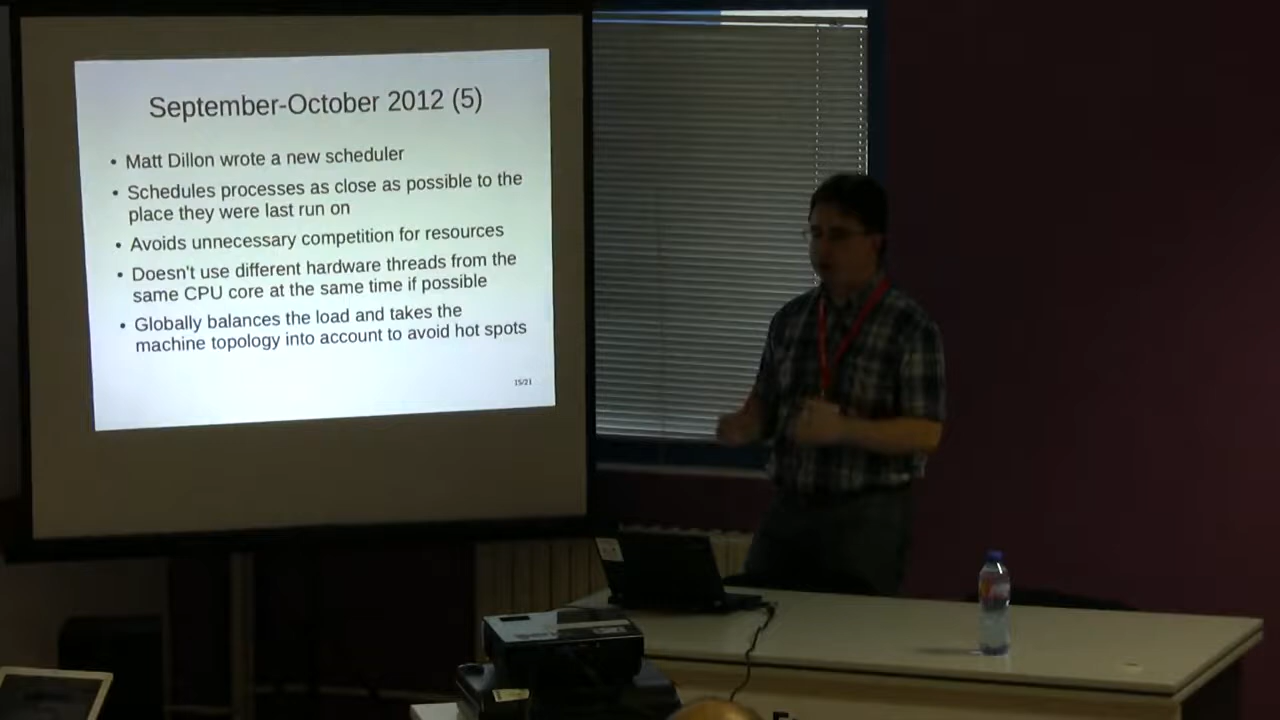 September-October 2012 (5)
• Matt Dillon wrote a new scheduler
• Schedules processes as close as possible to the
place they were last run on
• Avoids unnecessary competition for resources
• Doesn't use different hardware threads from the
same CPU core at the same time if possible
• Globally balances the load and takes the
machine topology into account to avoid hot spots
15/21